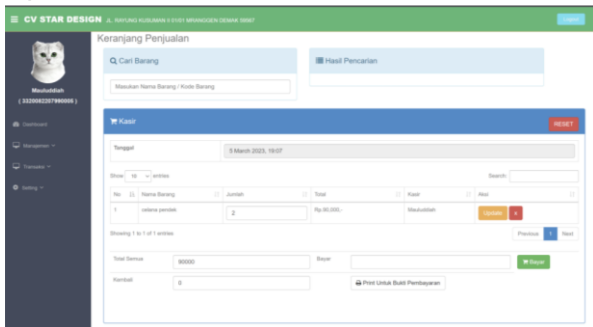 CV STAR DESIGN
Keranjang Penjualan
Cari Barang
Hasil Pencarian
Masukan Nama Barang / Kode Barang
Mauludtiah
Dashboard
Manajemen
Transaksi
Setting
Kasir
RESET
Tanggal
5 March 2023, 19:07
Show 10 entries
Search:
No Nama Barang Jumlah Total Kasir Aksi
1 celana pendek 2 Rp.90.000,- Mauludtiah Update x
Showing 1 to 1 of 1 entries
Previous 1 Next
Total Semua 90000 Bayar Bayar
Kembali 0 Print Untuk Bukti Pembayaran